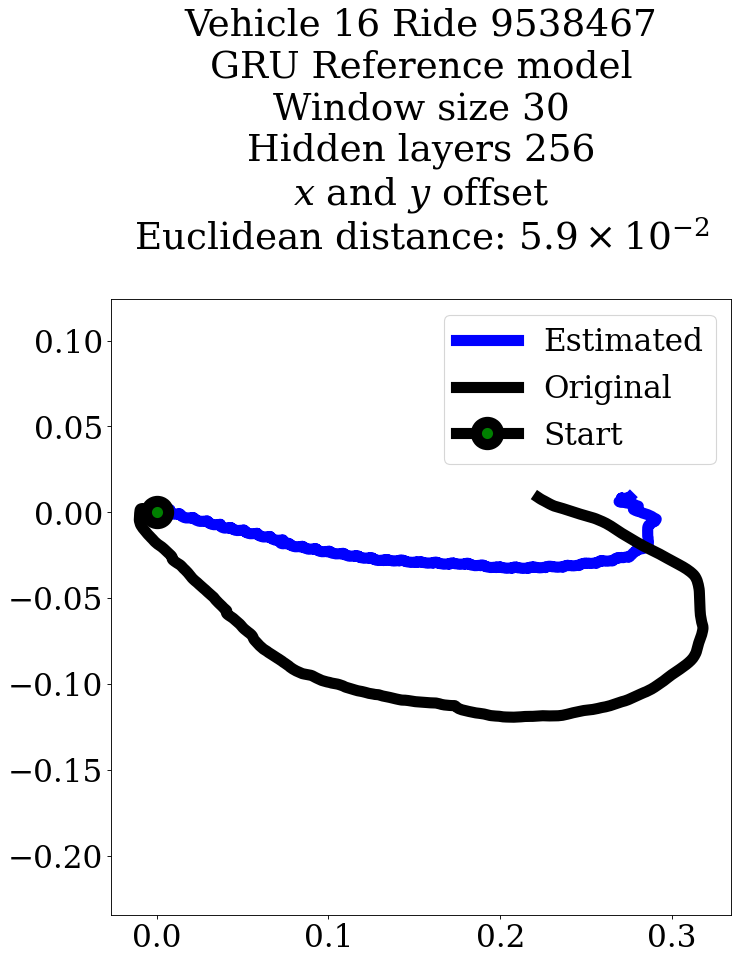 Vehicle 16 Ride 9538467
GRU Reference model
Window size 30
Hidden layers 256
x and y offset
Euclidean distance: 5.9 × 10⁻²
Estimated
Original
Start
0.10
0.05
0.00
−0.05
−0.10
−0.15
−0.20
0.0 0.1 0.2 0.3